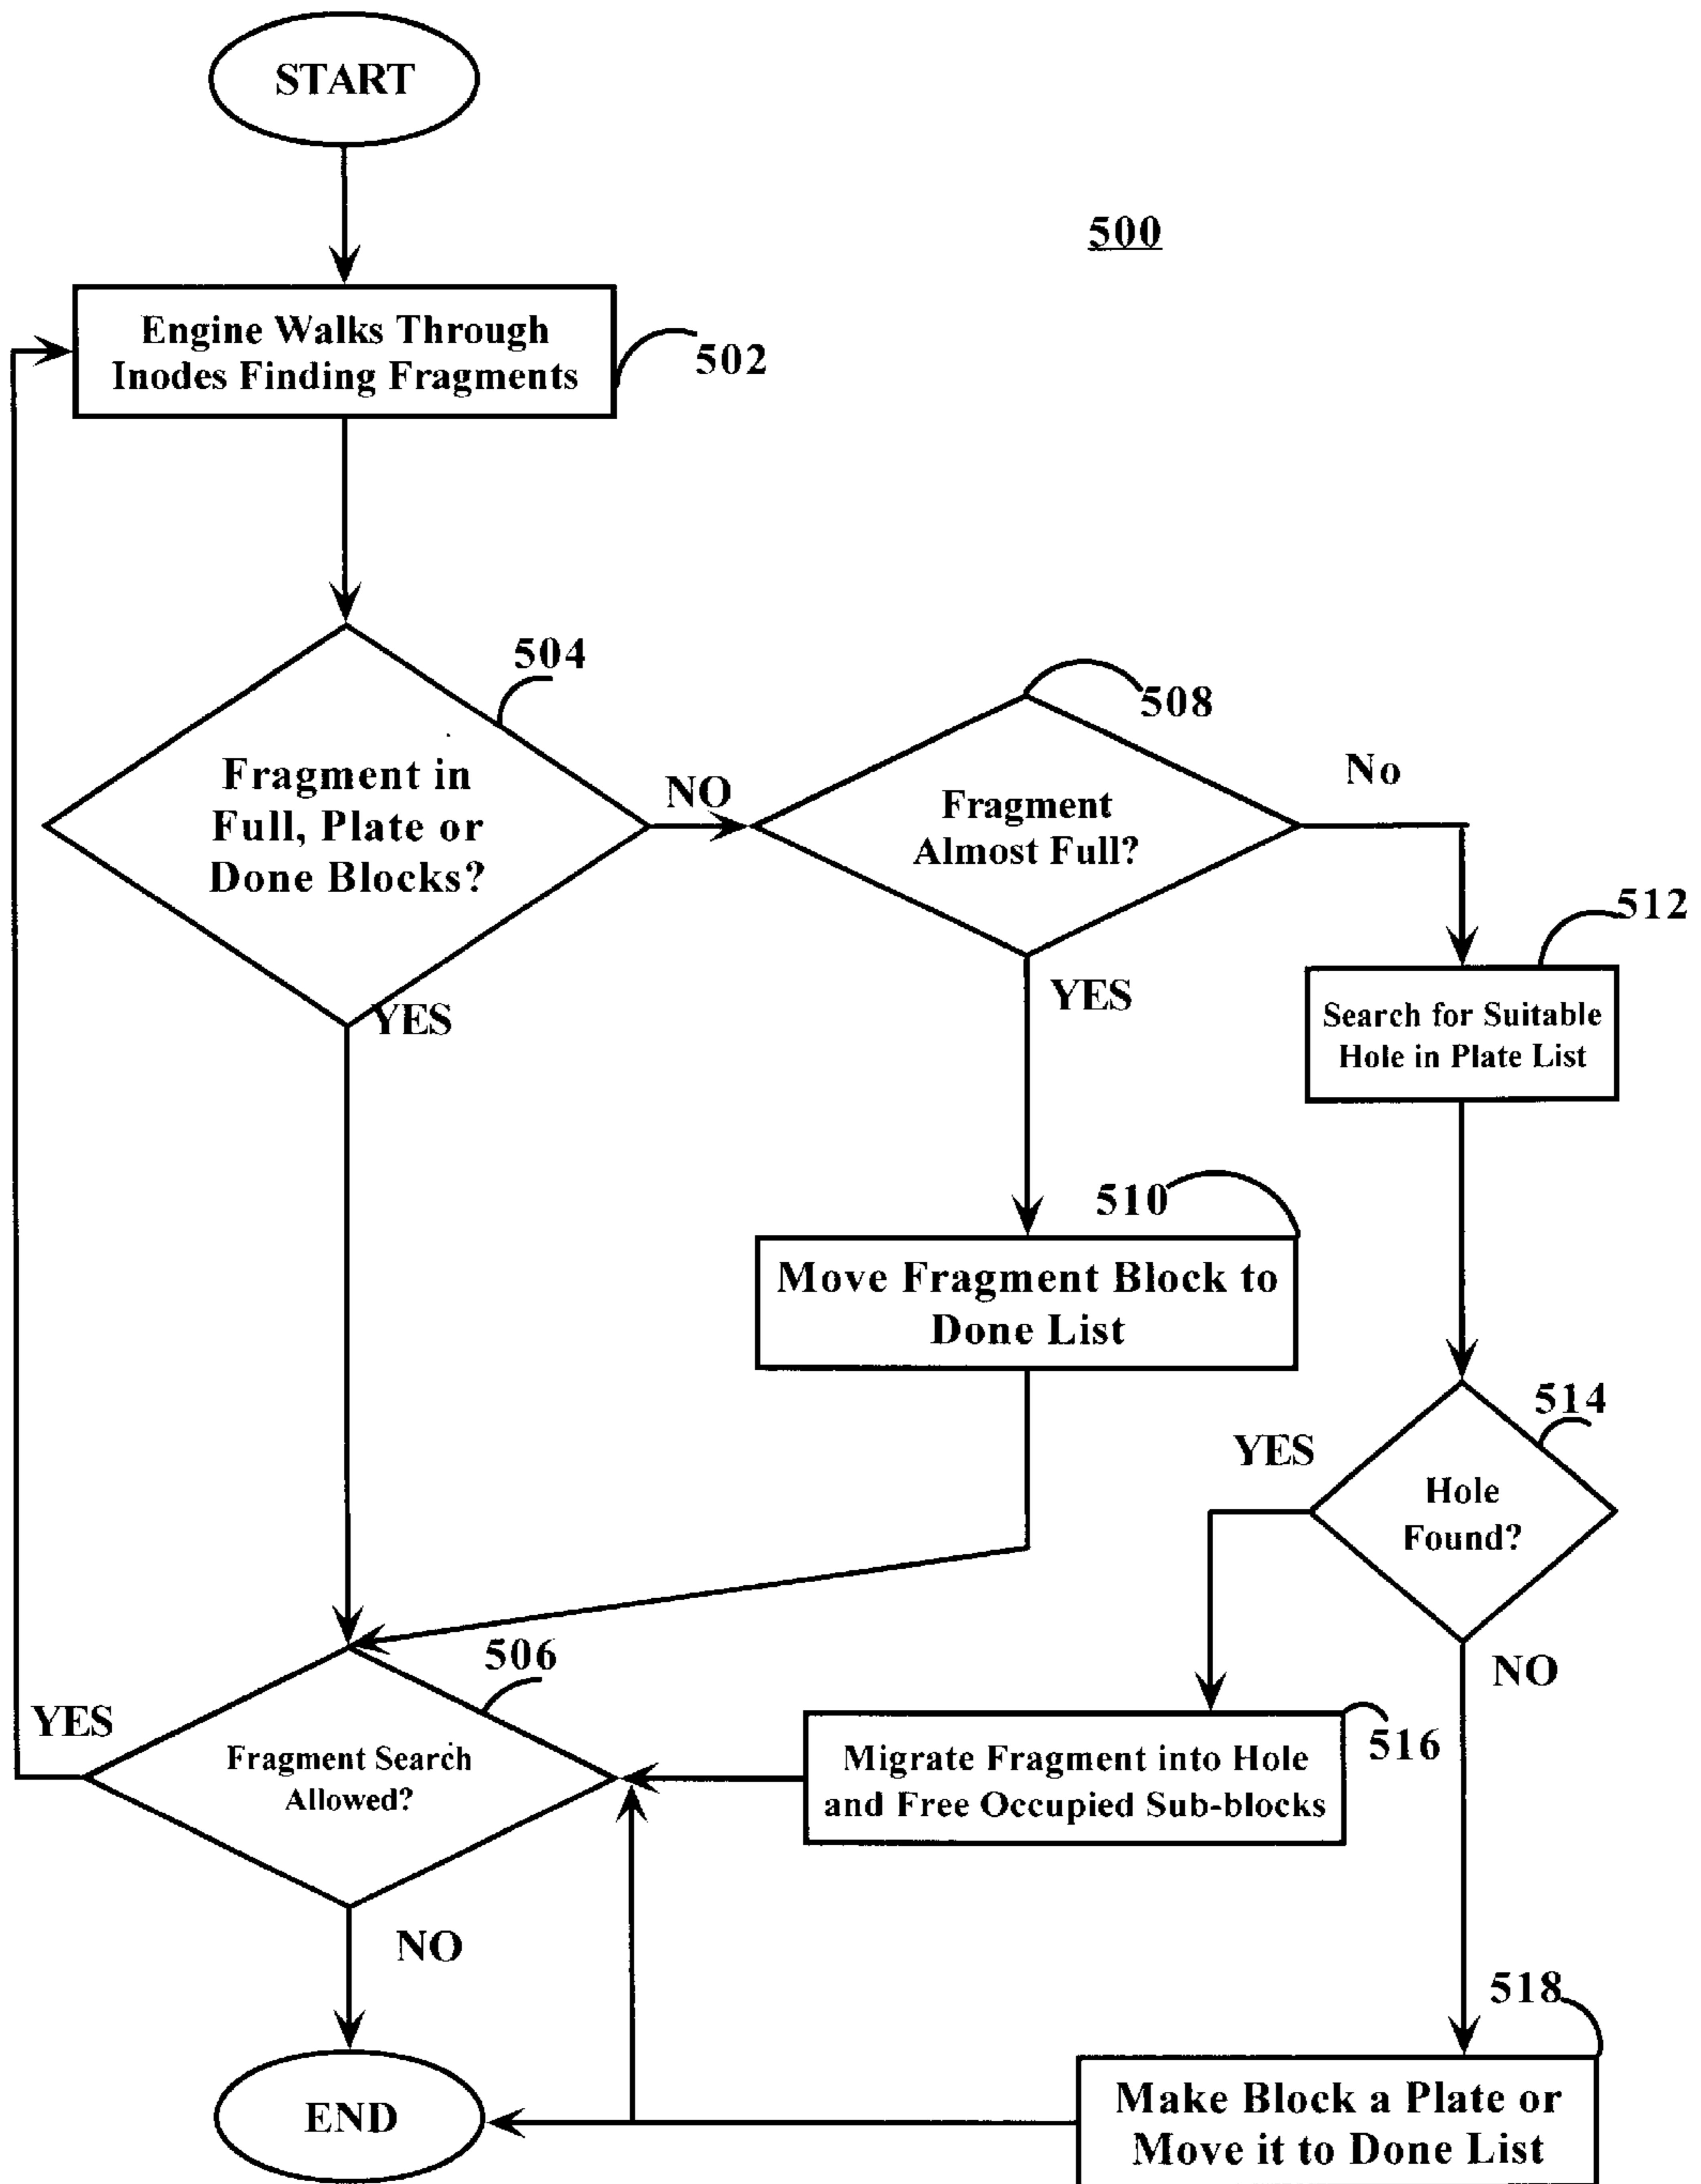 START
500
Engine Walks Through
Inodes Finding Fragments
502
504
Fragment in
Full, Plate or
Done Blocks?
NO
YES
508
Fragment
Almost Full?
No
YES
512
Search for Suitable
Hole in Plate List
510
Move Fragment Block to
Done List
514
Hole
Found?
YES
NO
506
Fragment Search
Allowed?
YES
NO
516
Migrate Fragment into Hole
and Free Occupied Sub-blocks
518
Make Block a Plate or
Move it to Done List
END